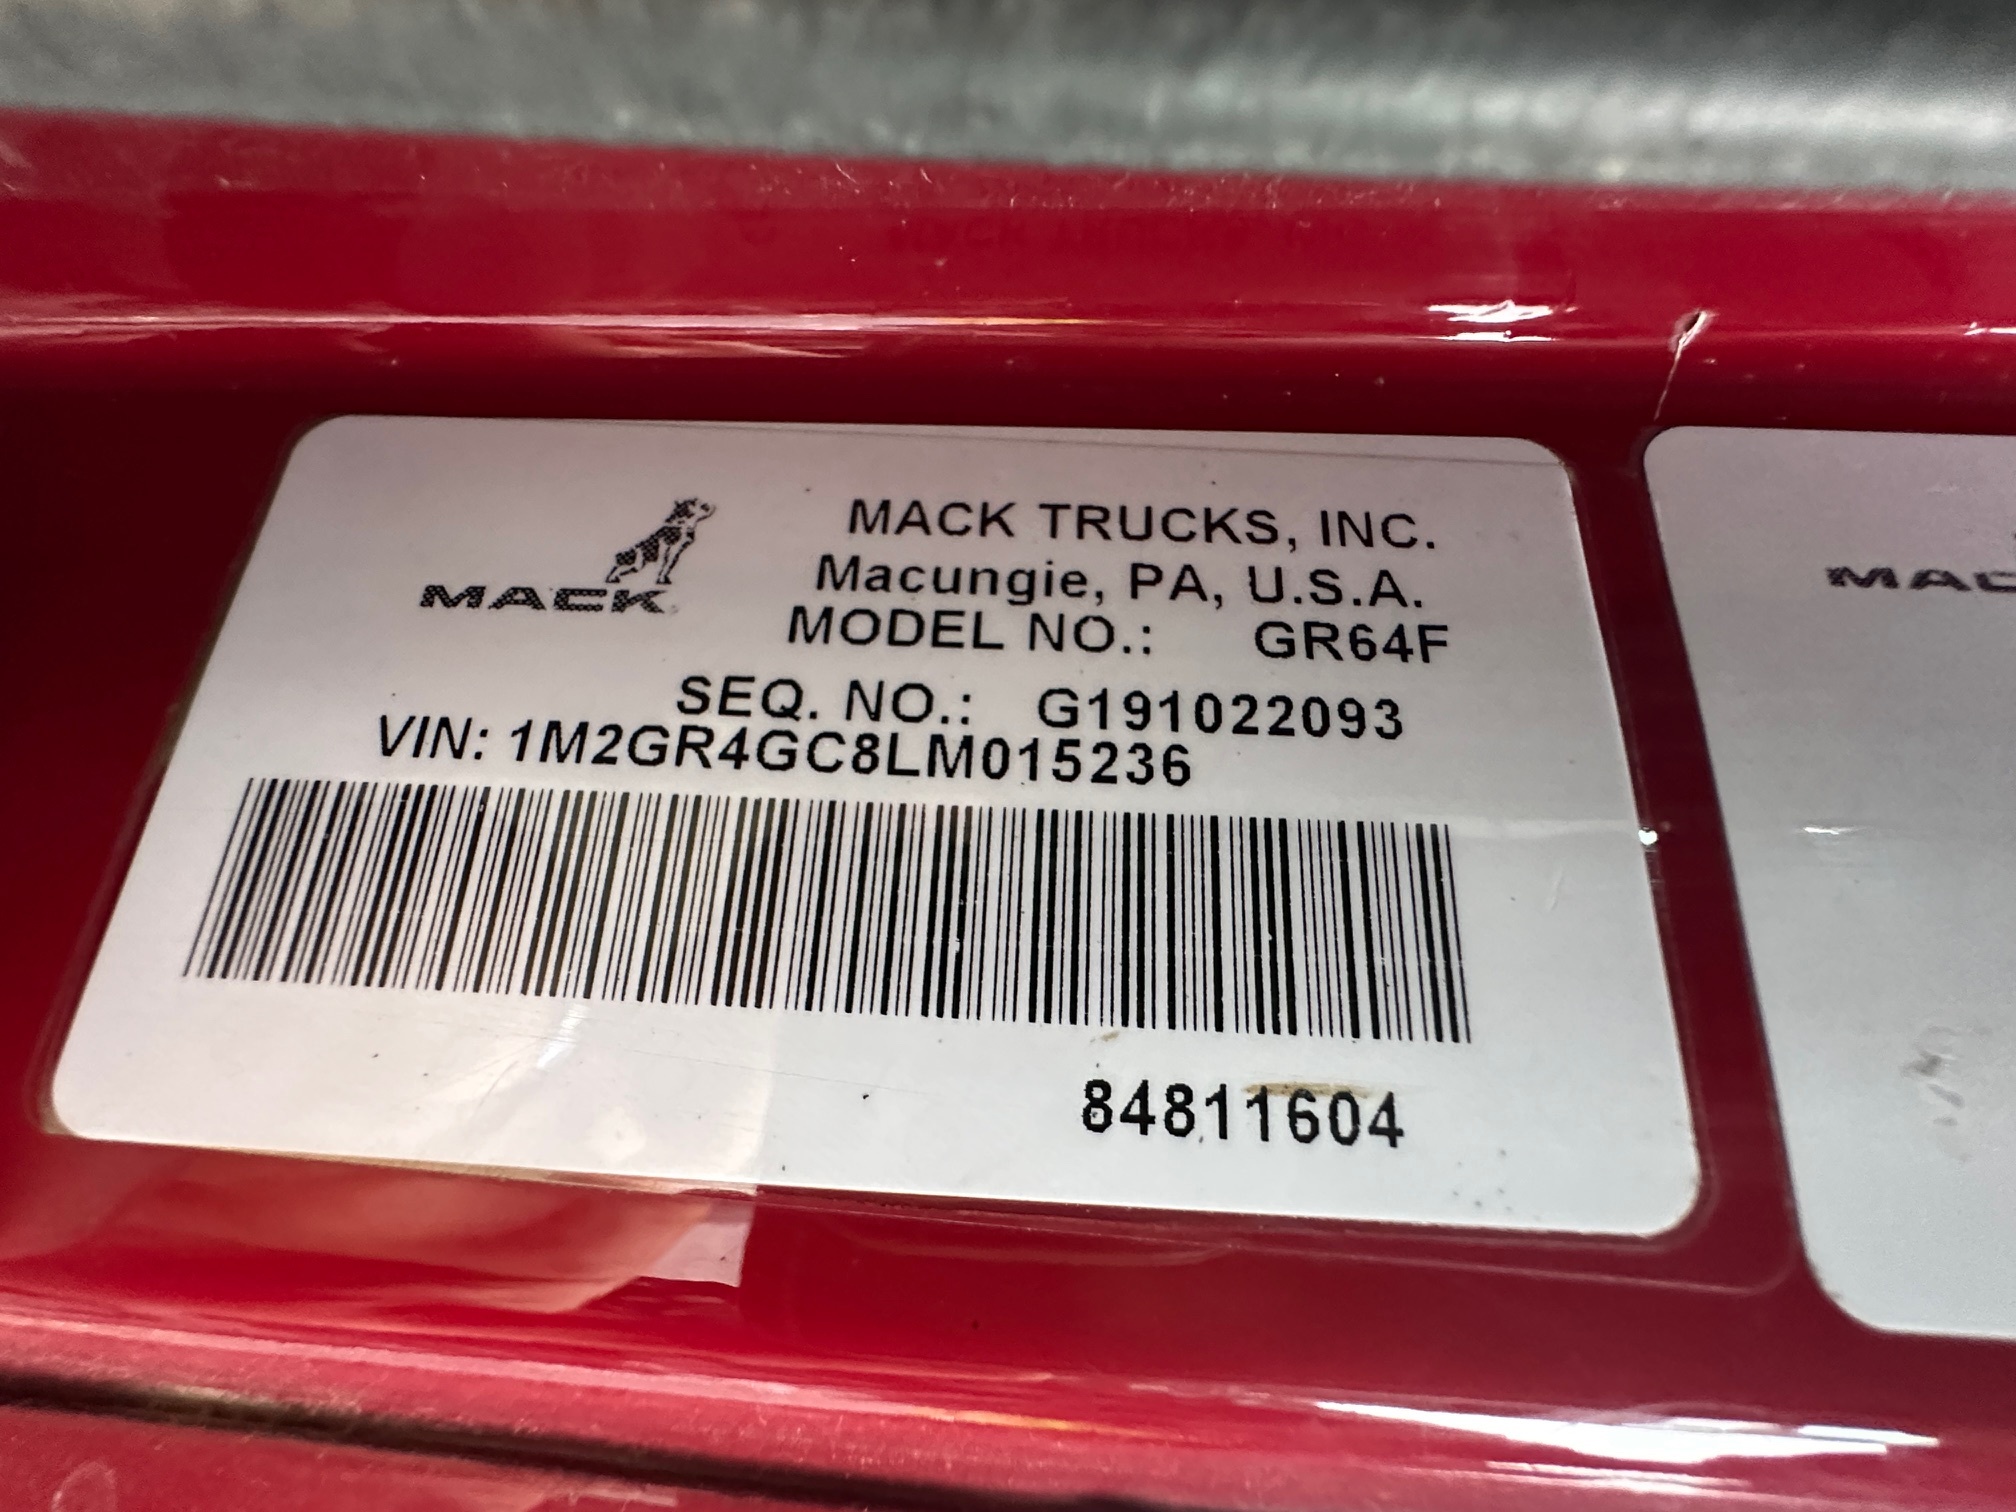 MACK
MACK TRUCKS, INC.
Macungie, PA, U.S.A.
MODEL NO.: GR64F
SEQ. NO.: G191022093
VIN: 1M2GR4GC8LM015236
84811604